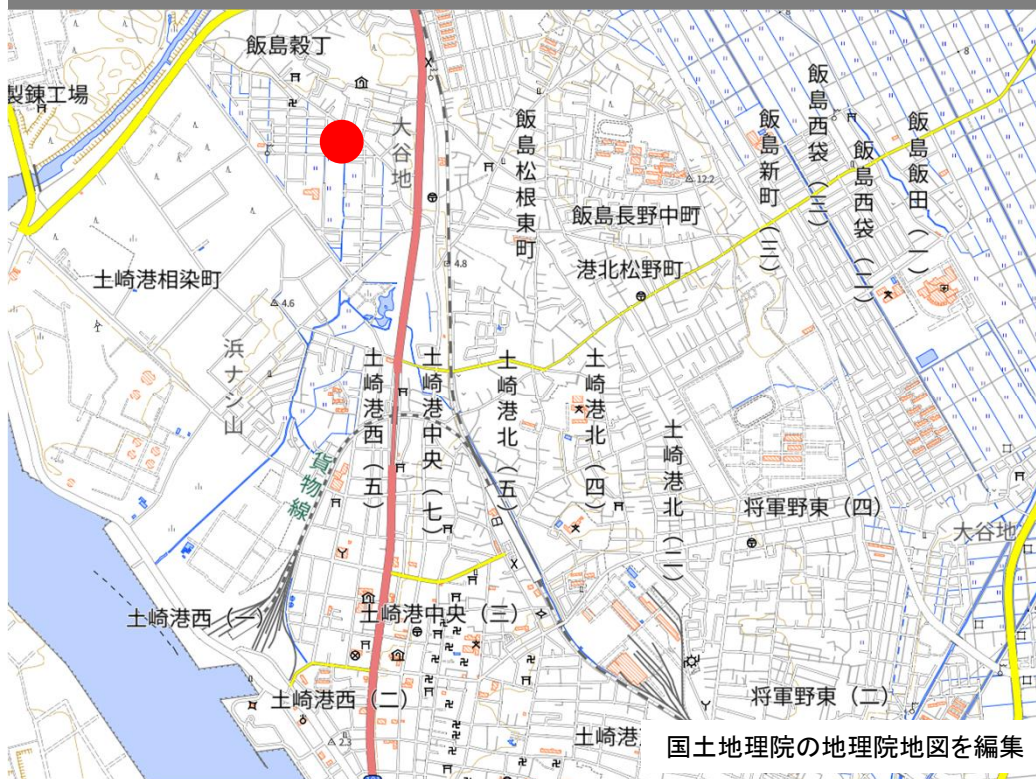 飯島穀丁
製錬工場
大谷地
飯島松根東町
飯島新町(三)
飯島西袋(三)
飯島西袋(二)
飯島飯田(一)
・8
12.2
飯島長野中町
港北松野町
4.8
土崎港相染町
4.6
浜ナシ山
土崎港西(五)
土崎港中央(七)
土崎港北(五)
土崎港北(四)
土崎港北(二)
貨物線
将軍野東(四)
大谷地
土崎港西(一)
土崎港中央(三)
土崎港西(二)
将軍野東(二)
2.3
土崎港
国土地理院の地理院地図を編集